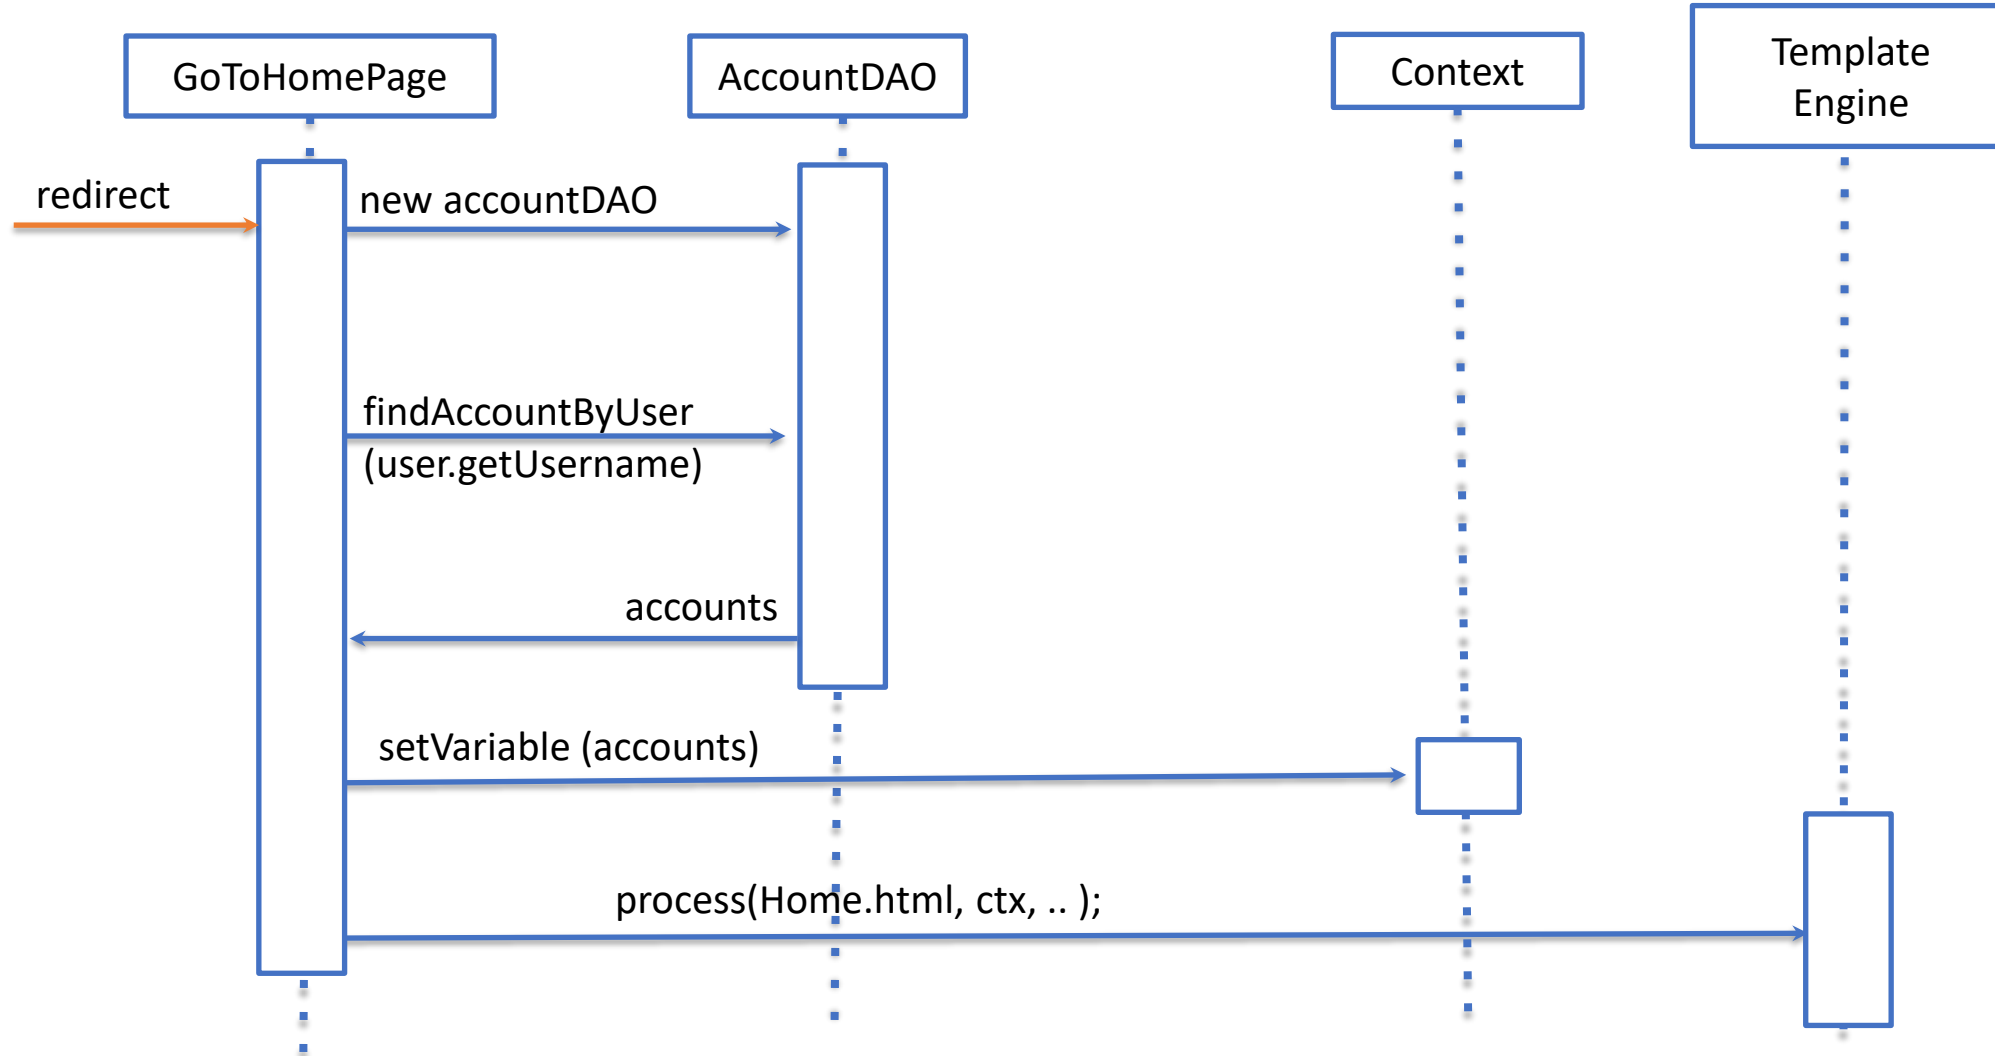 GoToHomePage
AccountDAO
Context
Template
Engine
redirect
new accountDAO
findAccountByUser
(user.getUsername)
accounts
setVariable (accounts)
process(Home.html, ctx, .. );